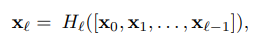 𝐱_ℓ = H_ℓ([𝐱_0, 𝐱_1, . . . , 𝐱_{ℓ−1}]),